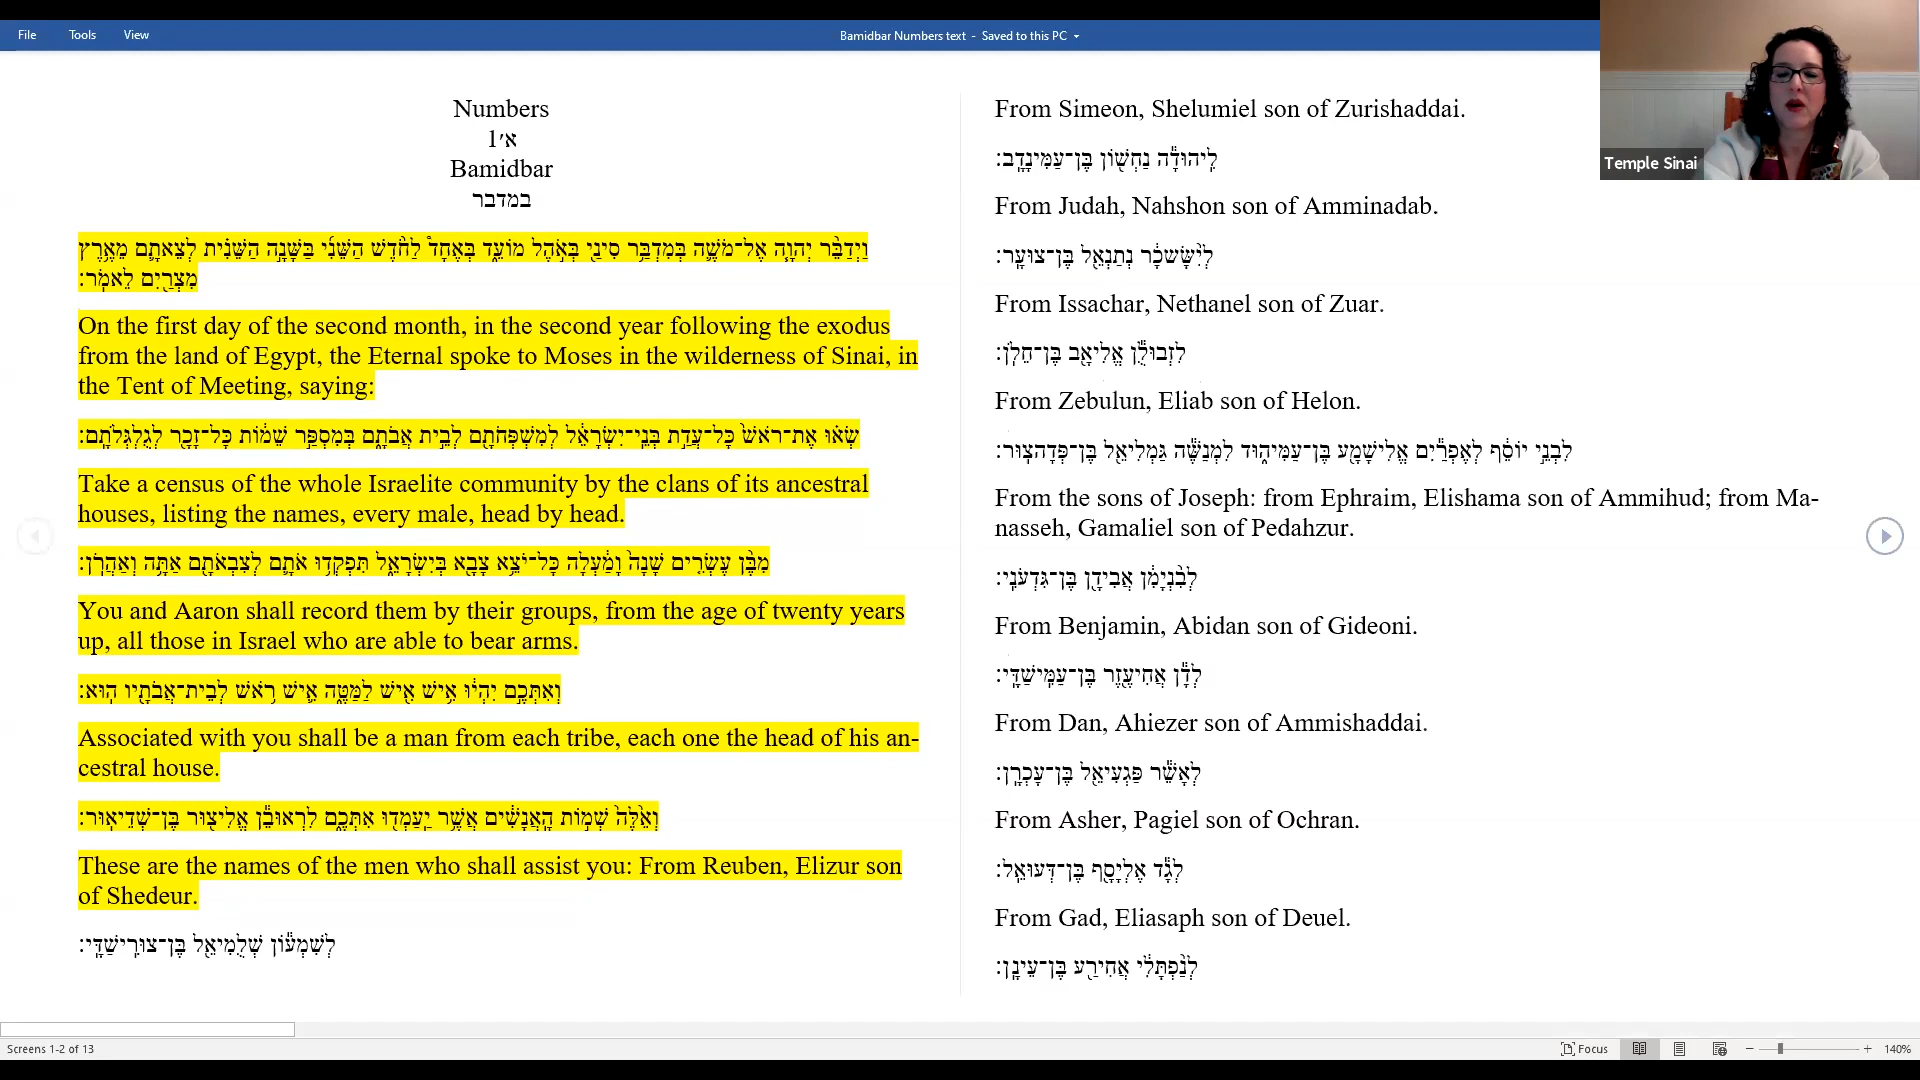 File Tools View
Bamidbar Numbers text - Saved to this PC
Temple Sinai
Numbers
א׳1
Bamidbar
במדבר
וַיְדַבֵּ֨ר יְהוָ֧ה אֶל־מֹשֶׁ֛ה בְּמִדְבַּ֥ר סִינַ֖י בְּאֹ֣הֶל מוֹעֵ֑ד בְּאֶחָד֩ לַחֹ֨דֶשׁ הַשֵּׁנִ֜י בַּשָּׁנָ֣ה הַשֵּׁנִ֗ית לְצֵאתָ֛ם מֵאֶ֥רֶץ
מִצְרַ֖יִם לֵאמֹֽר׃
On the first day of the second month, in the second year following the exodus
from the land of Egypt, the Eternal spoke to Moses in the wilderness of Sinai, in
the Tent of Meeting, saying:
שְׂא֗וּ אֶת־רֹאשׁ֙ כָּל־עֲדַ֣ת בְּנֵֽי־יִשְׂרָאֵ֔ל לְמִשְׁפְּחֹתָ֖ם לְבֵ֣ית אֲבֹתָ֑ם בְּמִסְפַּ֣ר שֵׁמ֔וֹת כָּל־זָכָ֖ר לְגֻלְגְּלֹתָֽם׃
Take a census of the whole Israelite community by the clans of its ancestral
houses, listing the names, every male, head by head.
מִבֶּ֨ן עֶשְׂרִ֤ים שָׁנָה֙ וָמַ֔עְלָה כָּל־יֹצֵ֥א צָבָ֖א בְּיִשְׂרָאֵ֑ל תִּפְקְד֥וּ אֹתָ֛ם לְצִבְאֹתָ֖ם אַתָּ֥ה וְאַהֲרֹֽן׃
You and Aaron shall record them by their groups, from the age of twenty years
up, all those in Israel who are able to bear arms.
וְאִתְּכֶ֣ם יִהְי֔וּ אִ֥ישׁ אִ֖ישׁ לַמַּטֶּ֑ה אִ֛ישׁ רֹ֥אשׁ לְבֵית־אֲבֹתָ֖יו הֽוּא׃
Associated with you shall be a man from each tribe, each one the head of his an-
cestral house.
וְאֵ֙לֶּה֙ שְׁמ֣וֹת הָֽאֲנָשִׁ֔ים אֲשֶׁ֥ר יַֽעַמְד֖וּ אִתְּכֶ֑ם לִרְאוּבֵ֕ן אֱלִיצ֖וּר בֶּן־שְׁדֵיאֽוּר׃
These are the names of the men who shall assist you: From Reuben, Elizur son
of Shedeur.
לְשִׁמְע֕וֹן שְׁלֻמִיאֵ֖ל בֶּן־צוּרִֽישַׁדָּֽי׃
From Simeon, Shelumiel son of Zurishaddai.
לִֽיהוּדָ֕ה נַחְשׁ֖וֹן בֶּן־עַמִּינָדָֽב׃
From Judah, Nahshon son of Amminadab.
לְיִ֨שָּׂשכָ֔ר נְתַנְאֵ֖ל בֶּן־צוּעָֽר׃
From Issachar, Nethanel son of Zuar.
לִזְבוּלֻ֕ן אֱלִיאָ֖ב בֶּן־חֵלֹֽן׃
From Zebulun, Eliab son of Helon.
לִבְנֵ֣י יוֹסֵ֔ף לְאֶפְרַ֕יִם אֱלִישָׁמָ֖ע בֶּן־עַמִּיה֑וּד לִמְנַשֶּׁ֕ה גַּמְלִיאֵ֖ל בֶּן־פְּדָהצֽוּר׃
From the sons of Joseph: from Ephraim, Elishama son of Ammihud; from Ma-
nasseh, Gamaliel son of Pedahzur.
לְבִ֨נְיָמִ֔ן אֲבִידָ֖ן בֶּן־גִּדְעֹנִֽי׃
From Benjamin, Abidan son of Gideoni.
לְדָ֕ן אֲחִיעֶ֖זֶר בֶּן־עַמִּֽישַׁדָּֽי׃
From Dan, Ahiezer son of Ammishaddai.
לְאָשֵׁ֕ר פַּגְעִיאֵ֖ל בֶּן־עָכְרָֽן׃
From Asher, Pagiel son of Ochran.
לְגָ֕ד אֶלְיָסָ֖ף בֶּן־דְּעוּאֵֽל׃
From Gad, Eliasaph son of Deuel.
לְנַ֨פְתָּלִ֔י אֲחִירַ֖ע בֶּן־עֵינָֽן׃
Screens 1-2 of 13
Focus
140%